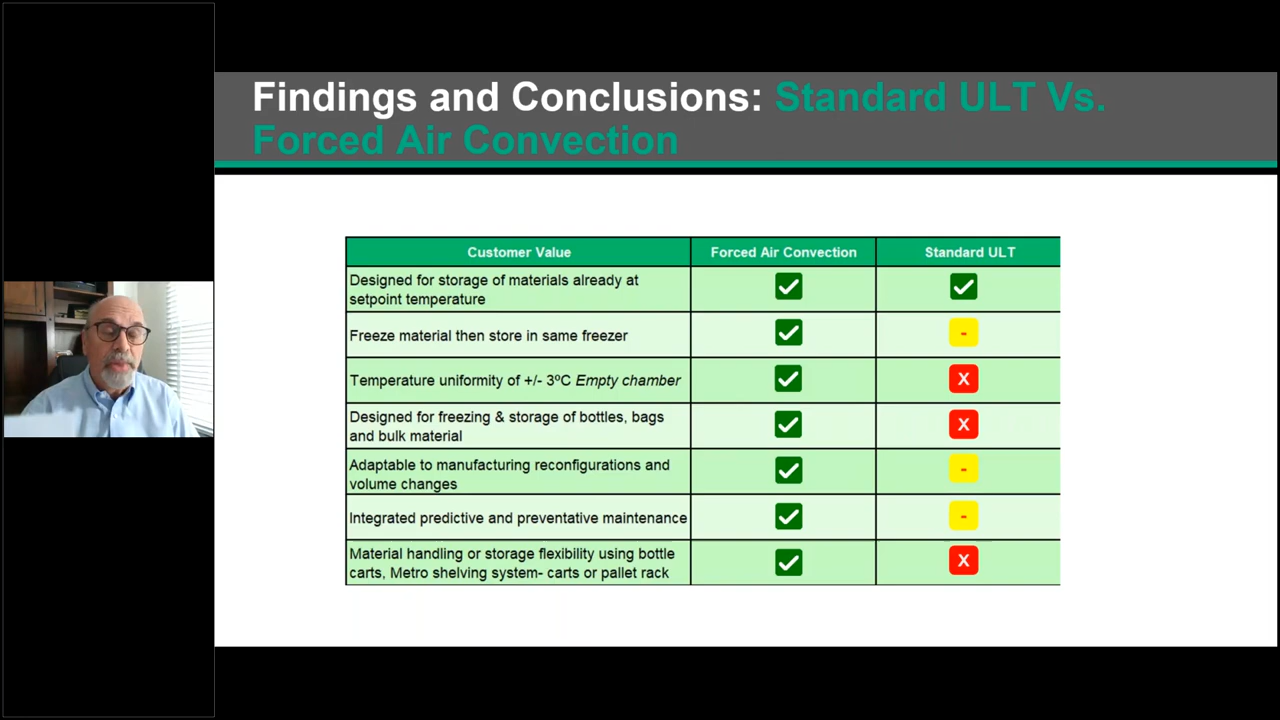 Findings and Conclusions: Standard ULT Vs.
Forced Air Convection
Customer Value
Forced Air Convection
Standard ULT
Designed for storage of materials already at
setpoint temperature
Freeze material then store in same freezer
-
Temperature uniformity of +/- 3ºC Empty chamber
X
Designed for freezing & storage of bottles, bags
and bulk material
X
Adaptable to manufacturing reconfigurations and
volume changes
-
Integrated predictive and preventative maintenance
-
Material handling or storage flexibility using bottle
carts, Metro shelving system- carts or pallet rack
X